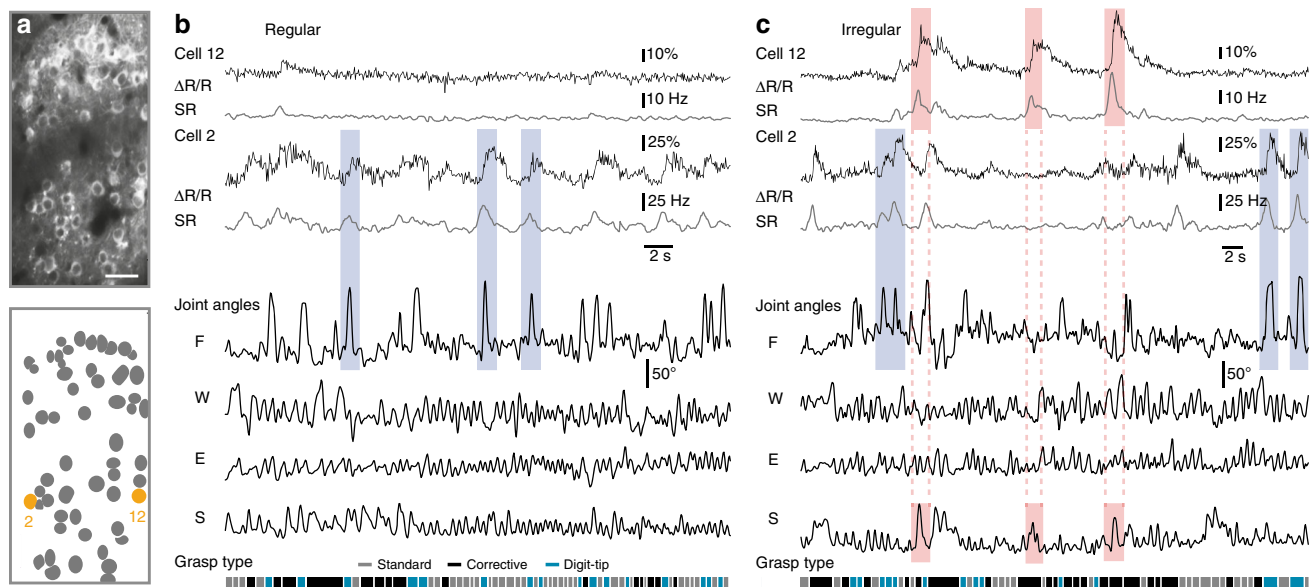 a
2
12
b
Regular
Cell 12
10%
ΔR/R
10 Hz
SR
Cell 2
25%
ΔR/R
25 Hz
SR
2 s
Joint angles
F
50°
W
E
S
Grasp type
Standard
Corrective
Digit-tip
c
Irregular
Cell 12
10%
ΔR/R
10 Hz
SR
Cell 2
25%
ΔR/R
25 Hz
SR
2 s
Joint angles
F
50°
W
E
S
Grasp type